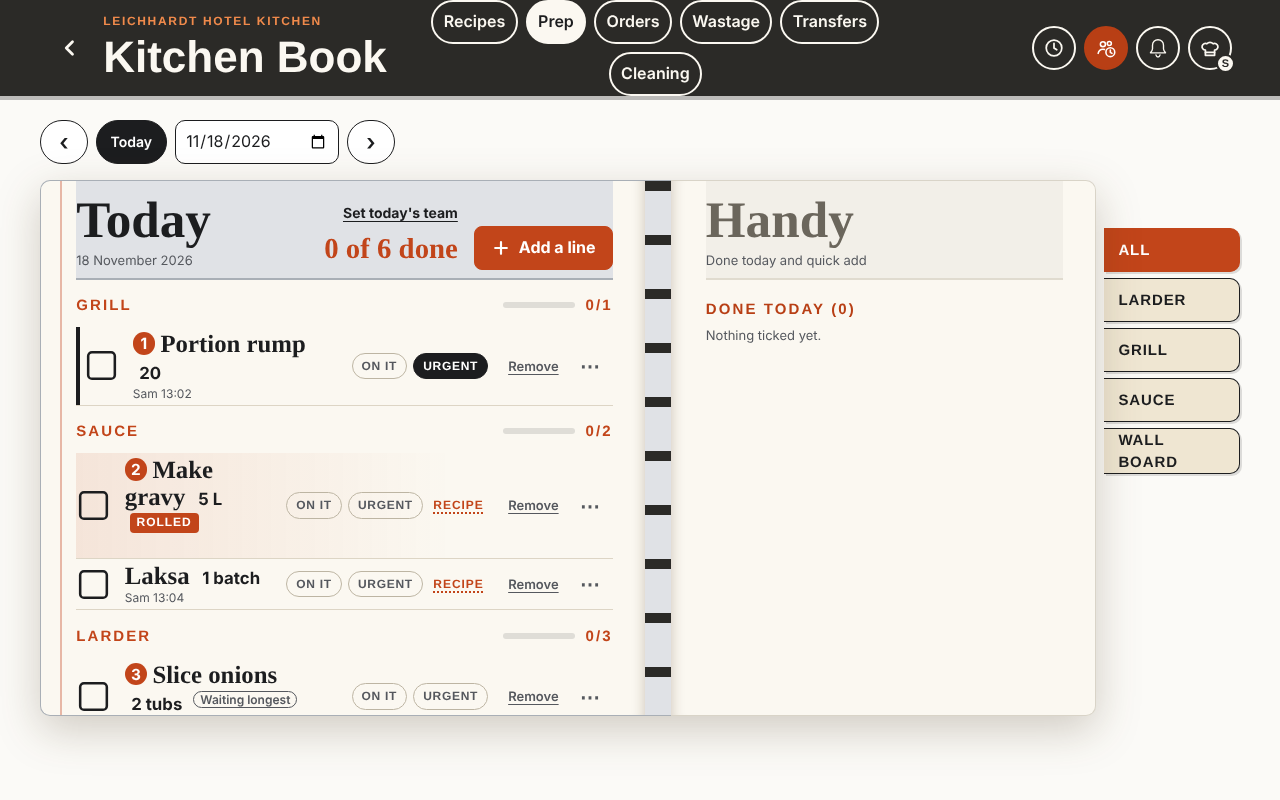 LEICHHARDT HOTEL KITCHEN
Kitchen Book
Recipes Prep Orders Wastage Transfers
Cleaning
S
‹ Today 11/18/2026 ›
Today
Set today's team
0 of 6 done
+ Add a line
18 November 2026
GRILL 0/1
1 Portion rump
20
Sam 13:02
ON IT URGENT Remove ...
SAUCE 0/2
2 Make
gravy 5 L
ROLLED
ON IT URGENT RECIPE Remove ...
Laksa 1 batch
Sam 13:04
ON IT URGENT RECIPE Remove ...
LARDER 0/3
3 Slice onions
2 tubs Waiting longest
ON IT URGENT Remove ...
Handy
Done today and quick add
DONE TODAY (0)
Nothing ticked yet.
ALL
LARDER
GRILL
SAUCE
WALL
BOARD